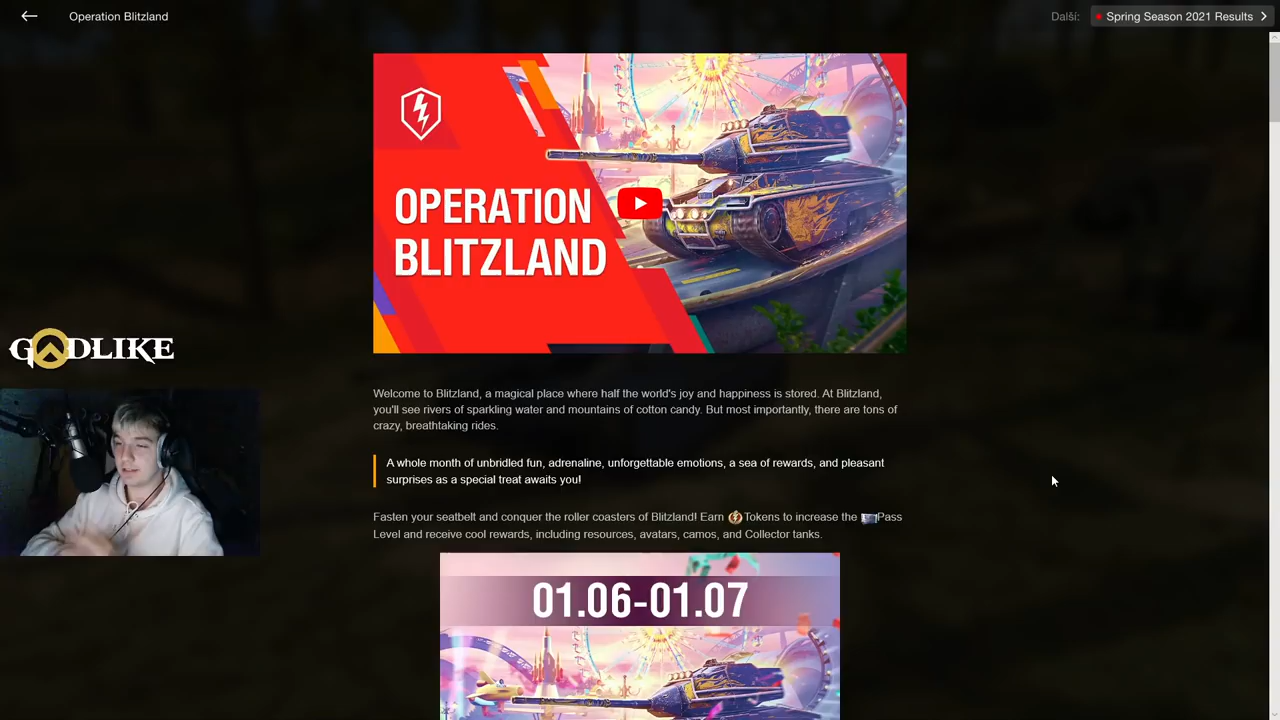 Operation Blitzland
Další:
Spring Season 2021 Results
OPERATION
BLITZLAND
GODLIKE
Welcome to Blitzland, a magical place where half the world's joy and happiness is stored. At Blitzland,
you'll see rivers of sparkling water and mountains of cotton candy. But most importantly, there are tons of
crazy, breathtaking rides.
A whole month of unbridled fun, adrenaline, unforgettable emotions, a sea of rewards, and pleasant
surprises as a special treat awaits you!
Fasten your seatbelt and conquer the roller coasters of Blitzland! Earn Tokens to increase the Pass
Level and receive cool rewards, including resources, avatars, camos, and Collector tanks.
01.06-01.07